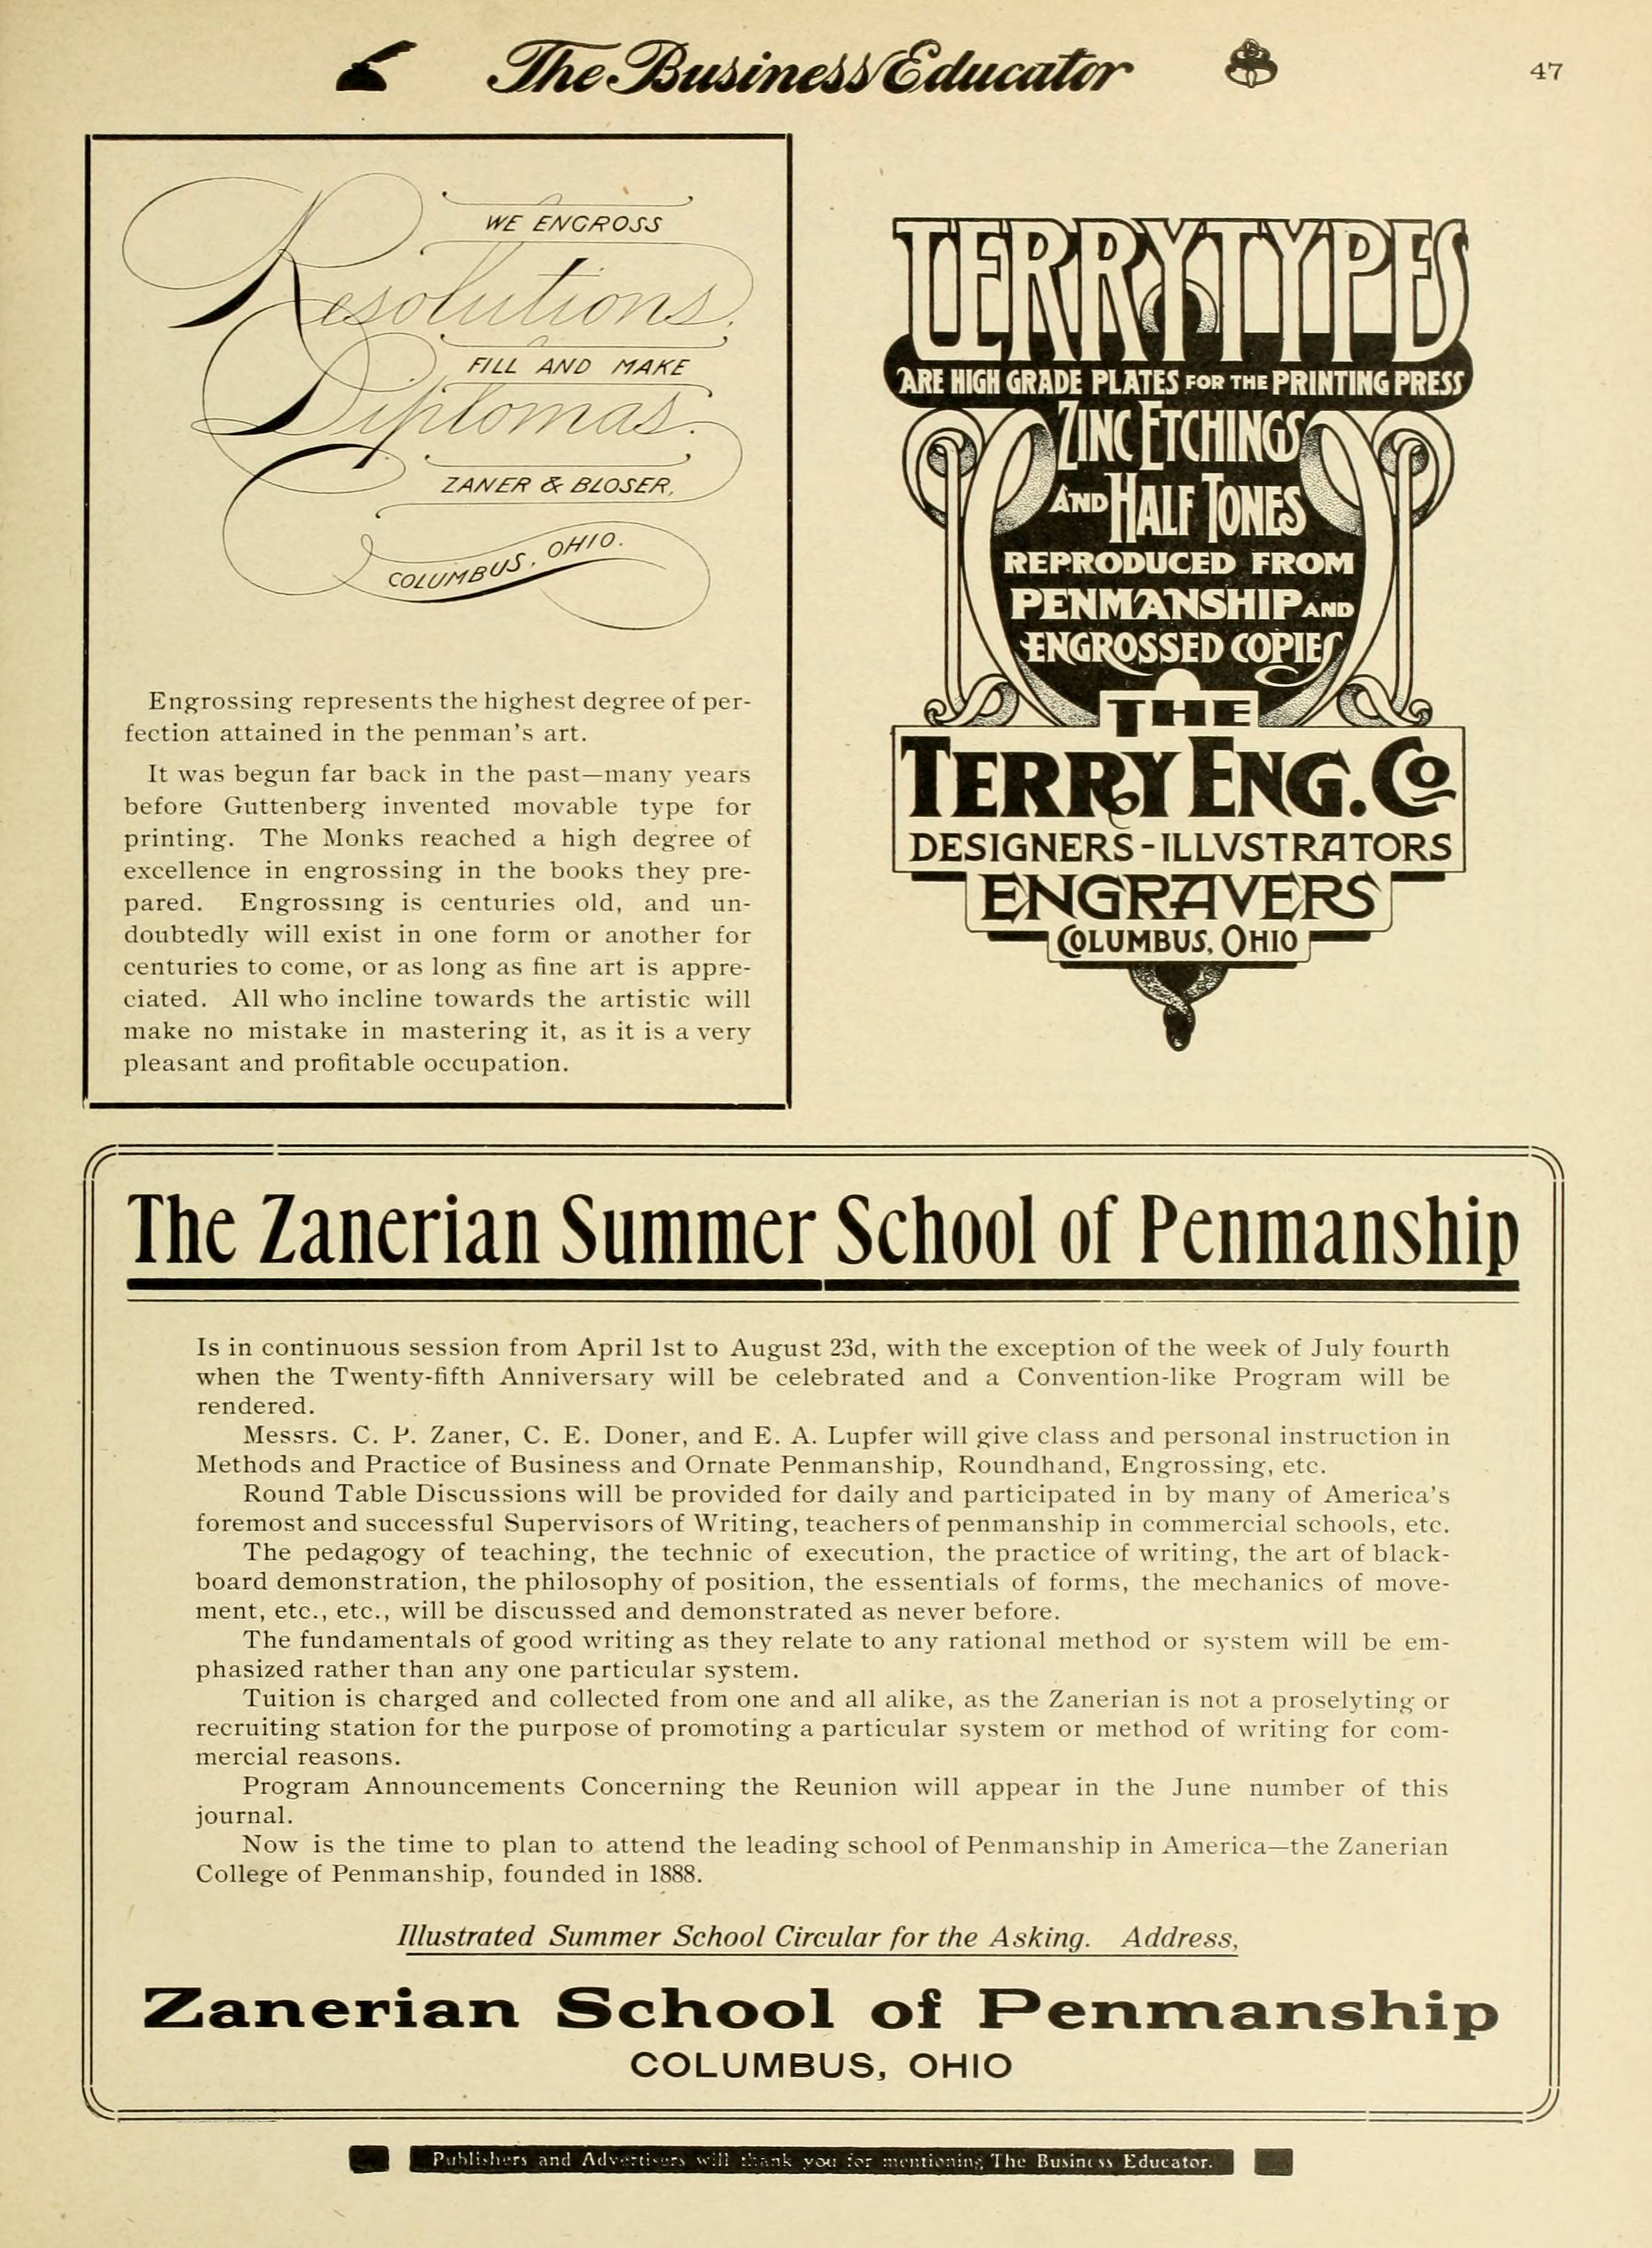 The Business Educator
47
WE ENGROSS
Resolutions.
FILL AND MAKE
Diplomas.
ZANER & BLOSER,
COLUMBUS, OHIO.
Engrossing represents the highest degree of per-
fection attained in the penman's art.
It was begun far back in the past—many years
before Guttenberg invented movable type for
printing. The Monks reached a high degree of
excellence in engrossing in the books they pre-
pared. Engrossing is centuries old, and un-
doubtedly will exist in one form or another for
centuries to come, or as long as fine art is appre-
ciated. All who incline towards the artistic will
make no mistake in mastering it, as it is a very
pleasant and profitable occupation.
TERRYTYPES
ARE HIGH GRADE PLATES FOR THE PRINTING PRESS
ZINC ETCHINGS
AND HALF TONES
REPRODUCED FROM
PENMANSHIP AND
ENGROSSED COPIES
THE
TERRY ENG. CO
DESIGNERS-ILLVSTRATORS
ENGRAVERS
COLUMBUS, OHIO
The Zanerian Summer School of Penmanship
Is in continuous session from April 1st to August 23d, with the exception of the week of July fourth
when the Twenty-fifth Anniversary will be celebrated and a Convention-like Program will be
rendered.
Messrs. C. P. Zaner, C. E. Doner, and E. A. Lupfer will give class and personal instruction in
Methods and Practice of Business and Ornate Penmanship, Roundhand, Engrossing, etc.
Round Table Discussions will be provided for daily and participated in by many of America's
foremost and successful Supervisors of Writing, teachers of penmanship in commercial schools, etc.
The pedagogy of teaching, the technic of execution, the practice of writing, the art of black-
board demonstration, the philosophy of position, the essentials of forms, the mechanics of move-
ment, etc., etc., will be discussed and demonstrated as never before.
The fundamentals of good writing as they relate to any rational method or system will be em-
phasized rather than any one particular system.
Tuition is charged and collected from one and all alike, as the Zanerian is not a proselyting or
recruiting station for the purpose of promoting a particular system or method of writing for com-
mercial reasons.
Program Announcements Concerning the Reunion will appear in the June number of this
journal.
Now is the time to plan to attend the leading school of Penmanship in America—the Zanerian
College of Penmanship, founded in 1888.
Illustrated Summer School Circular for the Asking. Address,
Zanerian School of Penmanship
COLUMBUS, OHIO
Publishers and Advertisers will thank you for mentioning The Business Educator.